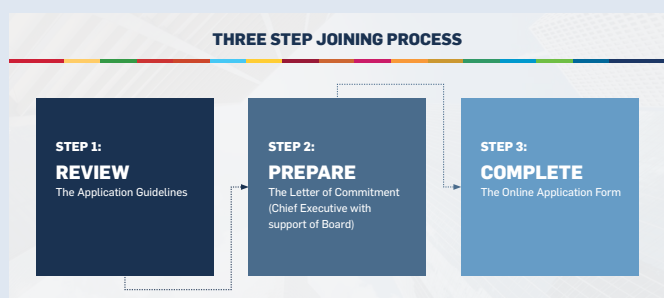 THREE STEP JOINING PROCESS
STEP 1:
REVIEW
The Application Guidelines
STEP 2:
PREPARE
The Letter of Commitment
(Chief Executive with
support of Board)
STEP 3:
COMPLETE
The Online Application Form